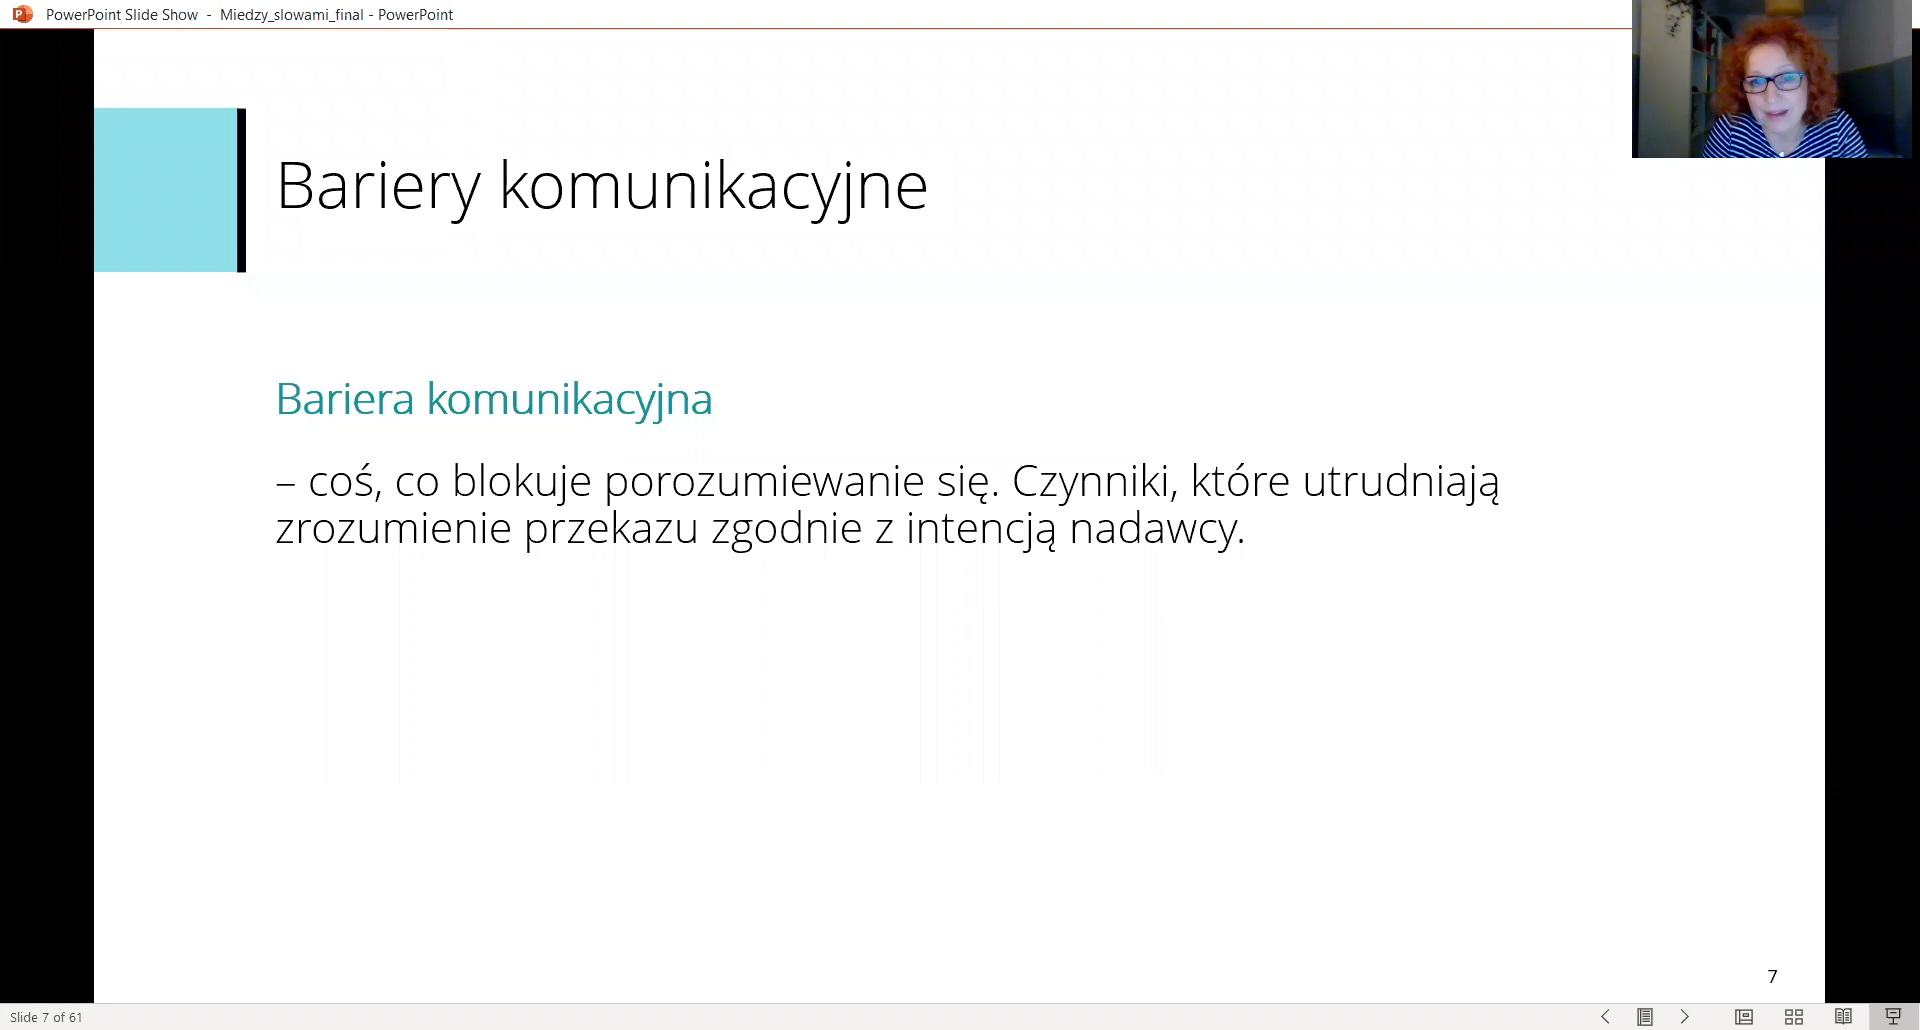 PowerPoint Slide Show - Miedzy_slowami_final - PowerPoint
Bariery komunikacyjne
Bariera komunikacyjna
– coś, co blokuje porozumiewanie się. Czynniki, które utrudniają
zrozumienie przekazu zgodnie z intencją nadawcy.
7
Slide 7 of 61